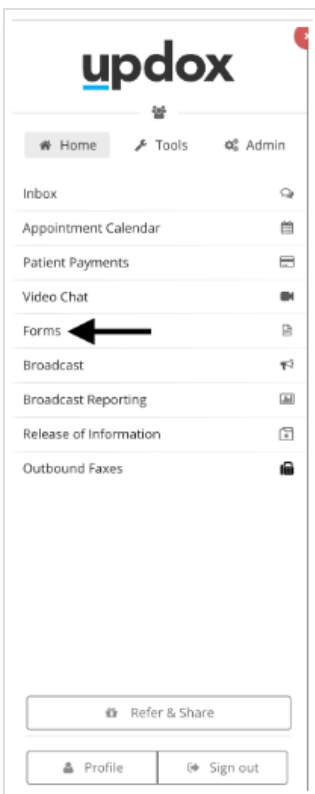 updox
Home Tools Admin
Inbox
Appointment Calendar
Patient Payments
Video Chat
Forms
Broadcast
Broadcast Reporting
Release of Information
Outbound Faxes
Refer & Share
Profile Sign out